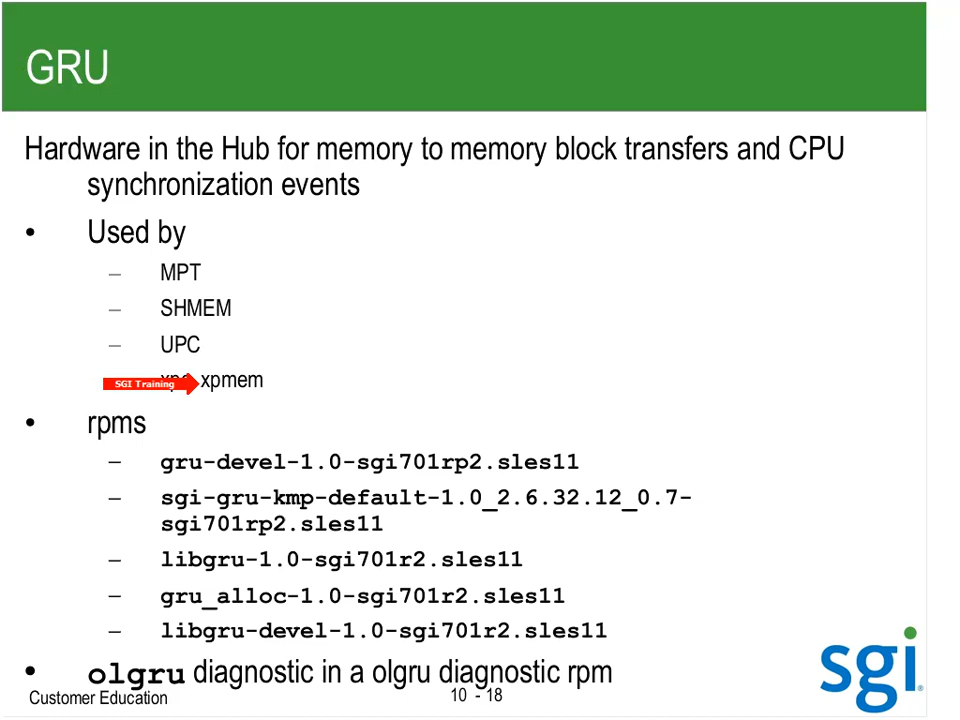 GRU
Hardware in the Hub for memory to memory block transfers and CPU
synchronization events
• Used by
– MPT
– SHMEM
– UPC
SGI Training
xpmem
• rpms
– gru-devel-1.0-sgi701rp2.sles11
– sgi-gru-kmp-default-1.0_2.6.32.12_0.7-
sgi701rp2.sles11
– libgru-1.0-sgi701r2.sles11
– gru_alloc-1.0-sgi701r2.sles11
– libgru-devel-1.0-sgi701r2.sles11
• olgru diagnostic in a olgru diagnostic rpm
Customer Education
10 - 18
sgi®